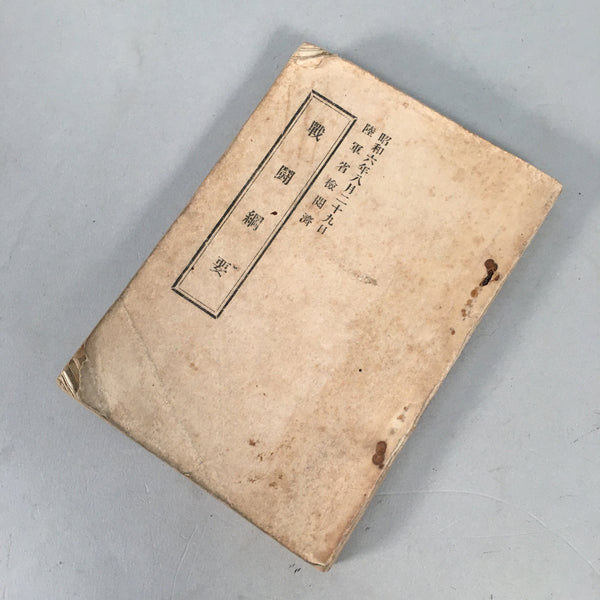 昭和六年八月二十九日
陸軍省検閲済
戰鬪綱要